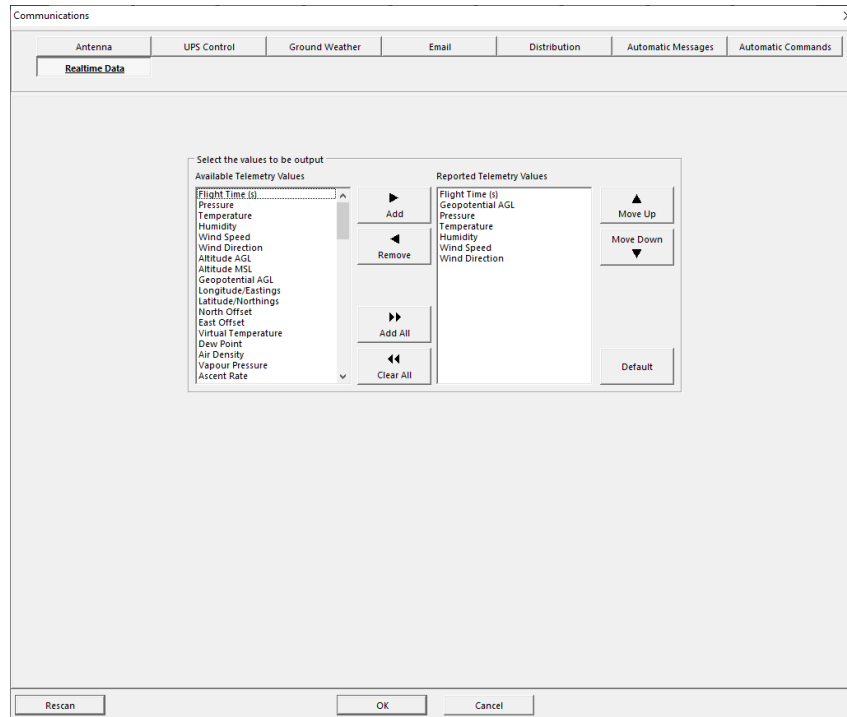 Communications
Antenna
UPS Control
Ground Weather
Email
Distribution
Automatic Messages
Automatic Commands
Realtime Data
Select the values to be output
Available Telemetry Values
Flight Time (s)
Pressure
Temperature
Humidity
Wind Speed
Wind Direction
Altitude AGL
Altitude MSL
Geopotential AGL
Longitude/Eastings
Latitude/Northings
North Offset
East Offset
Virtual Temperature
Dew Point
Air Density
Vapour Pressure
Ascent Rate
Add
Remove
Add All
Clear All
Reported Telemetry Values
Flight Time (s)
Geopotential AGL
Pressure
Temperature
Humidity
Wind Speed
Wind Direction
Move Up
Move Down
Default
Rescan
OK
Cancel